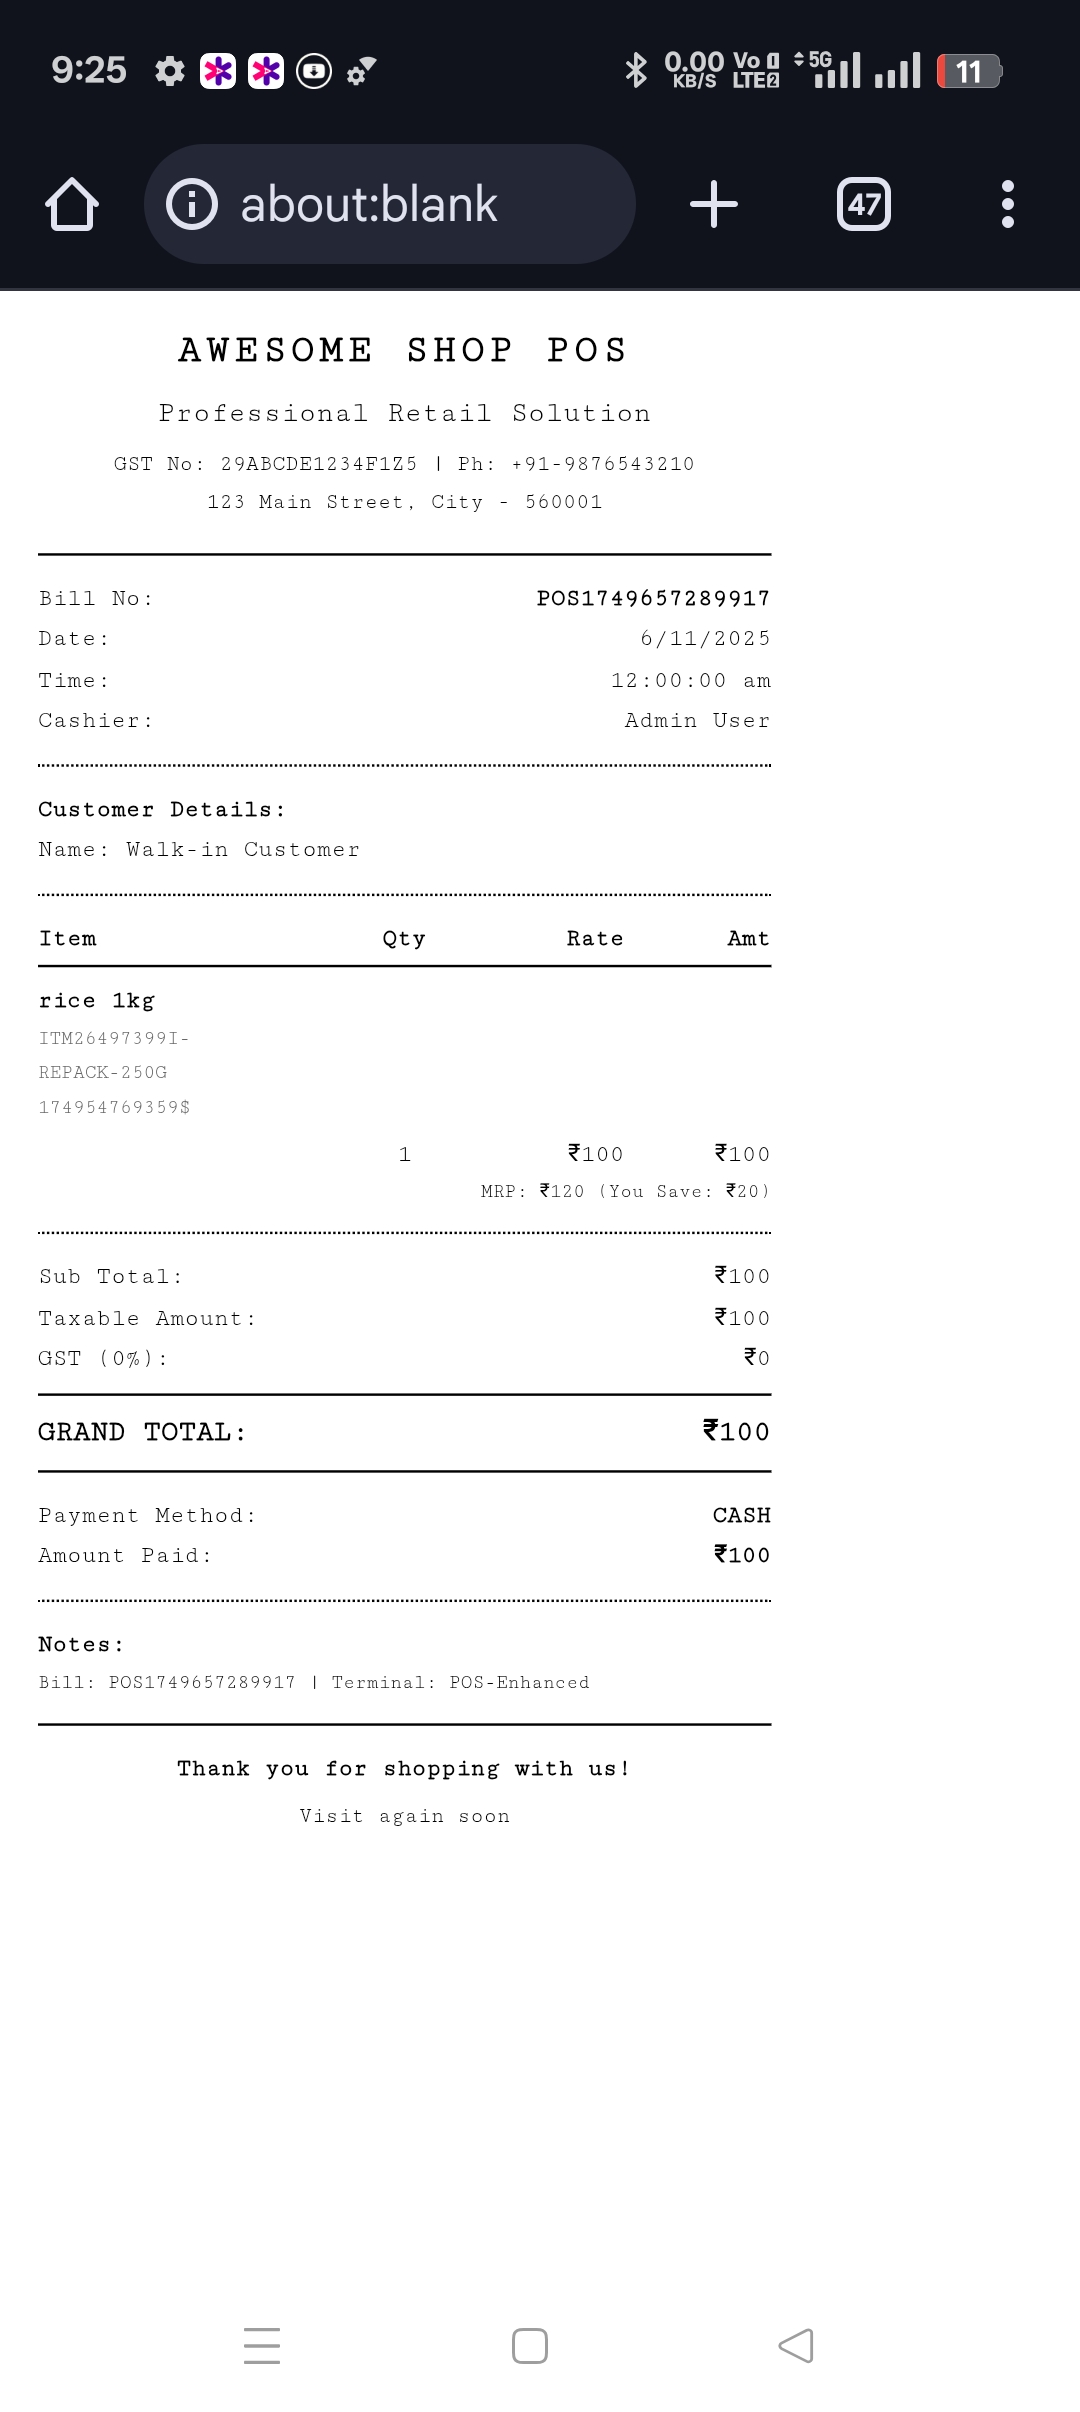 9:25 0.00 KB/S Vo 1 LTE 2 5G 11
about:blank 47
AWESOME SHOP POS
Professional Retail Solution
GST No: 29ABCDE1234F1Z5 | Ph: +91-9876543210
123 Main Street, City - 560001
Bill No: POS1749657289917
Date: 6/11/2025
Time: 12:00:00 am
Cashier: Admin User
Customer Details:
Name: Walk-in Customer
Item Qty Rate Amt
rice 1kg
ITM26497399I-
REPACK-250G
174954769359$
1 ₹100 ₹100
MRP: ₹120 (You Save: ₹20)
Sub Total: ₹100
Taxable Amount: ₹100
GST (0%): ₹0
GRAND TOTAL: ₹100
Payment Method: CASH
Amount Paid: ₹100
Notes:
Bill: POS1749657289917 | Terminal: POS-Enhanced
Thank you for shopping with us!
Visit again soon